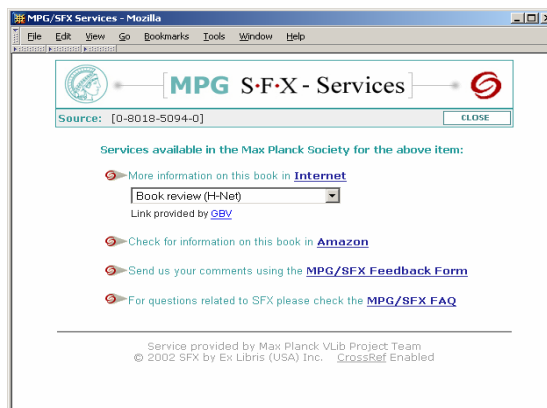 MPG/SFX Services - Mozilla
File Edit View Go Bookmarks Tools Window Help
MPG S·F·X - Services
Source: [0-8018-5094-0] CLOSE
Services available in the Max Planck Society for the above item:
More information on this book in Internet
Book review (H-Net)
Link provided by GBV
Check for information on this book in Amazon
Send us your comments using the MPG/SFX Feedback Form
For questions related to SFX please check the MPG/SFX FAQ
Service provided by Max Planck VLib Project Team
© 2002 SFX by Ex Libris (USA) Inc. CrossRef Enabled